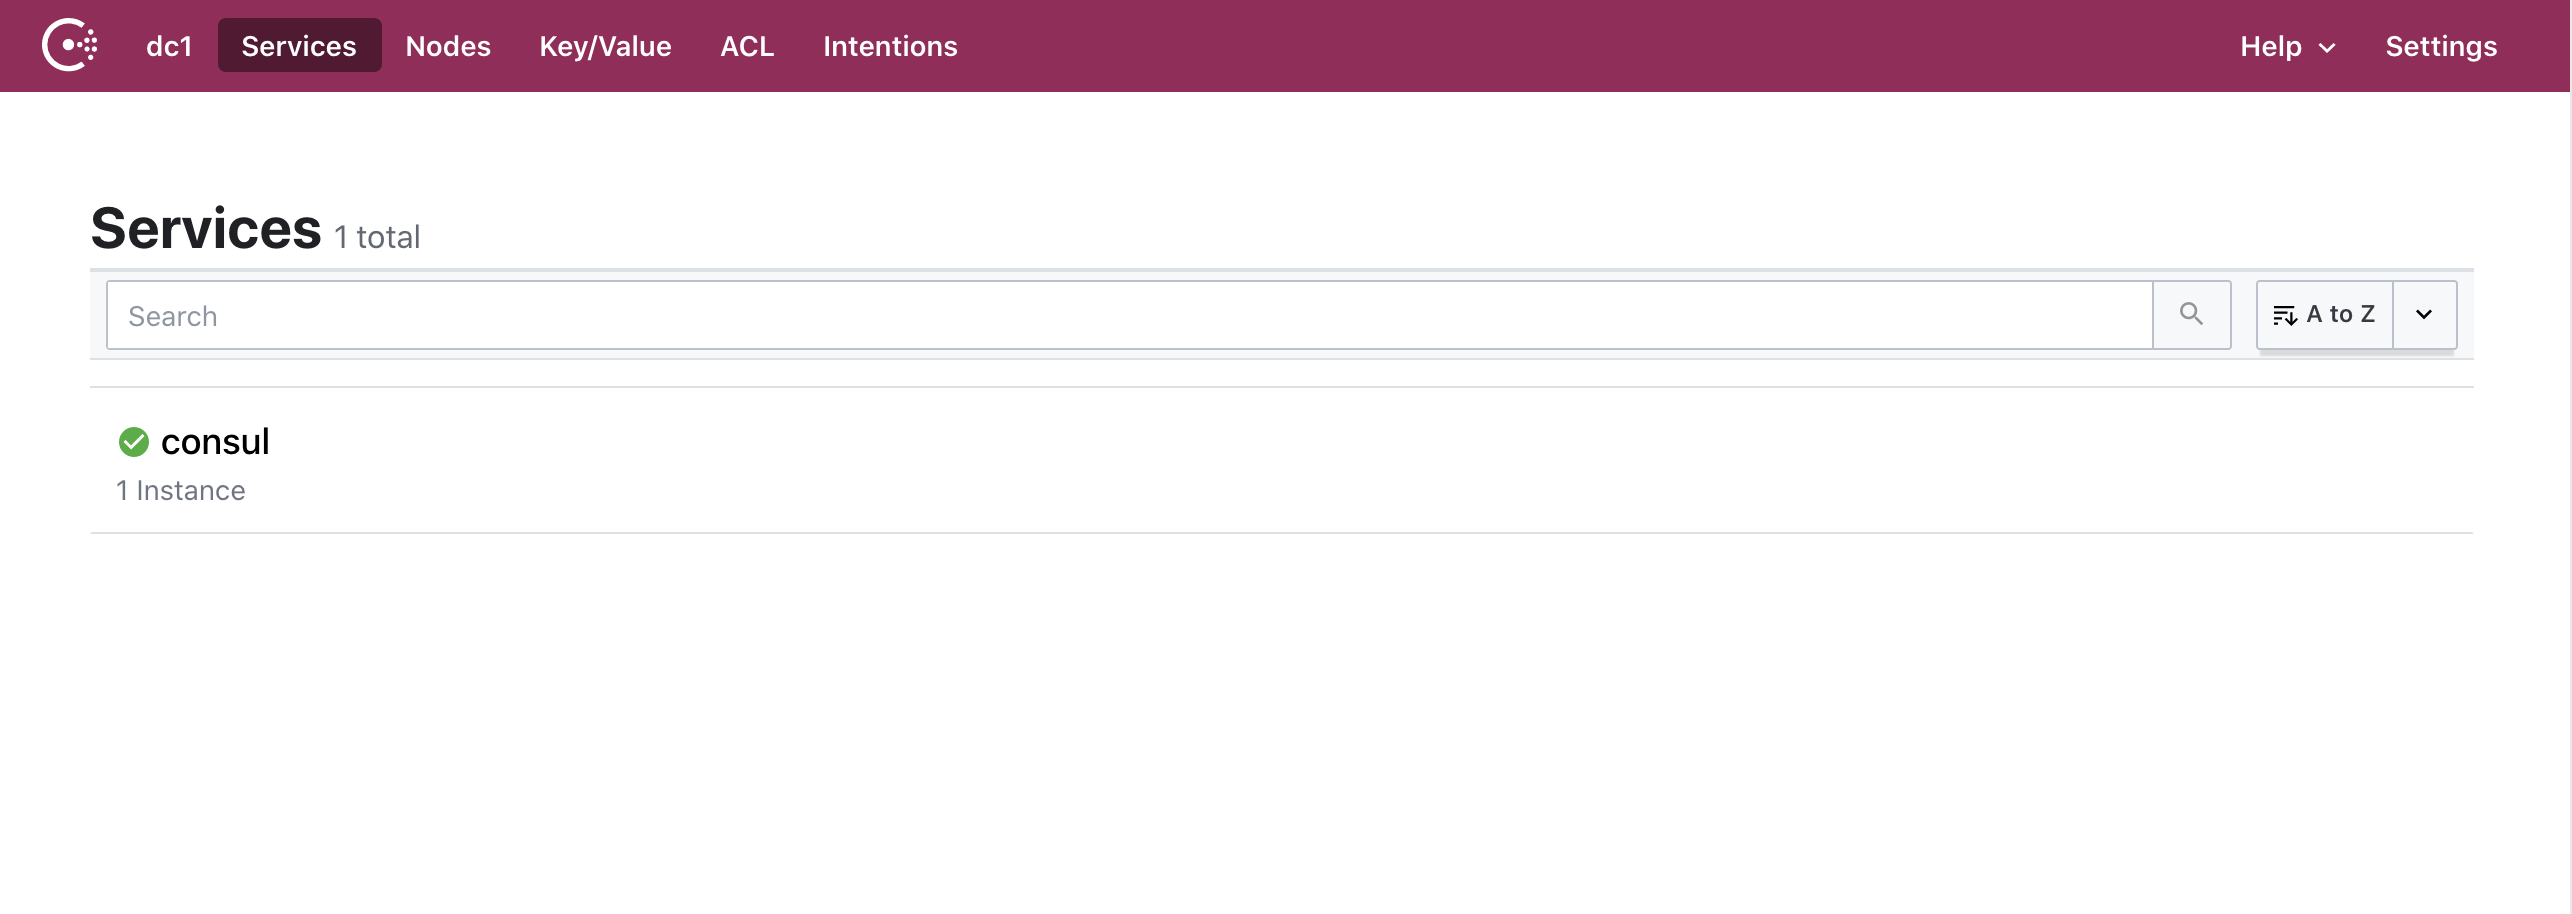 dc1 Services Nodes Key/Value ACL Intentions Help Settings
Services 1 total
Search A to Z
consul
1 Instance